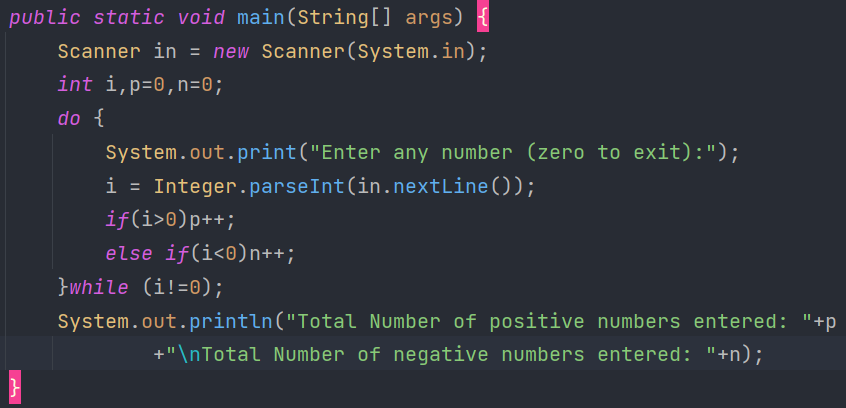 public static void main(String[] args) {
    Scanner in = new Scanner(System.in);
    int i,p=0,n=0;
    do {
        System.out.print("Enter any number (zero to exit):");
        i = Integer.parseInt(in.nextLine());
        if(i>0)p++;
        else if(i<0)n++;
    }while (i!=0);
    System.out.println("Total Number of positive numbers entered: "+p
            +"\nTotal Number of negative numbers entered: "+n);
}